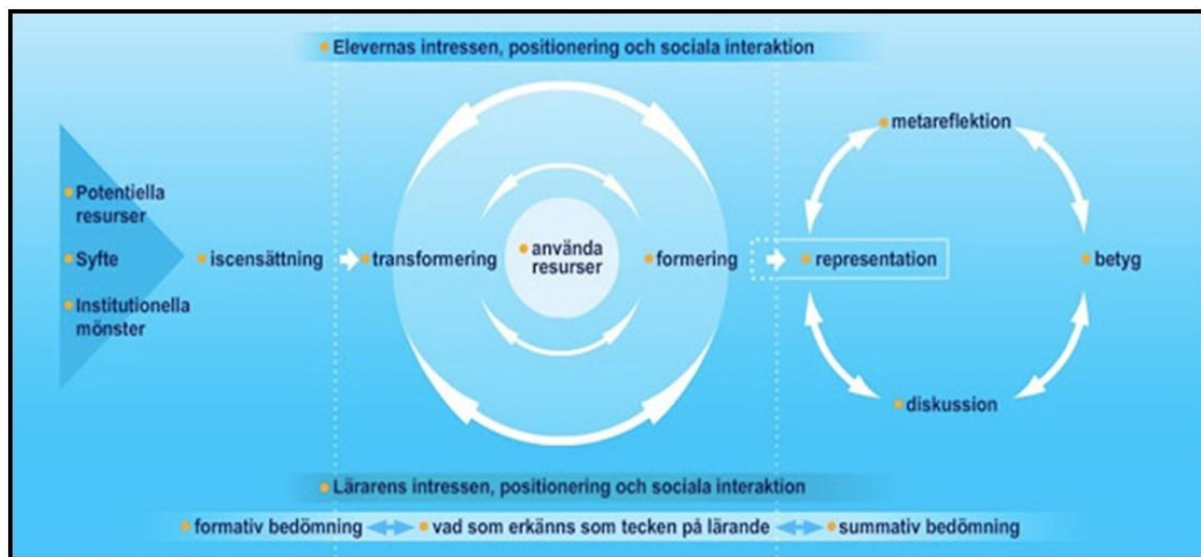 Elevernas intressen, positionering och sociala interaktion
Potentiella
resurser
Syfte
Institutionella
mönster
iscensättning
transformering
använda
resurser
formering
representation
metareflektion
betyg
diskussion
Lärarens intressen, positionering och sociala interaktion
formativ bedömning
vad som erkänns som tecken på lärande
summativ bedömning